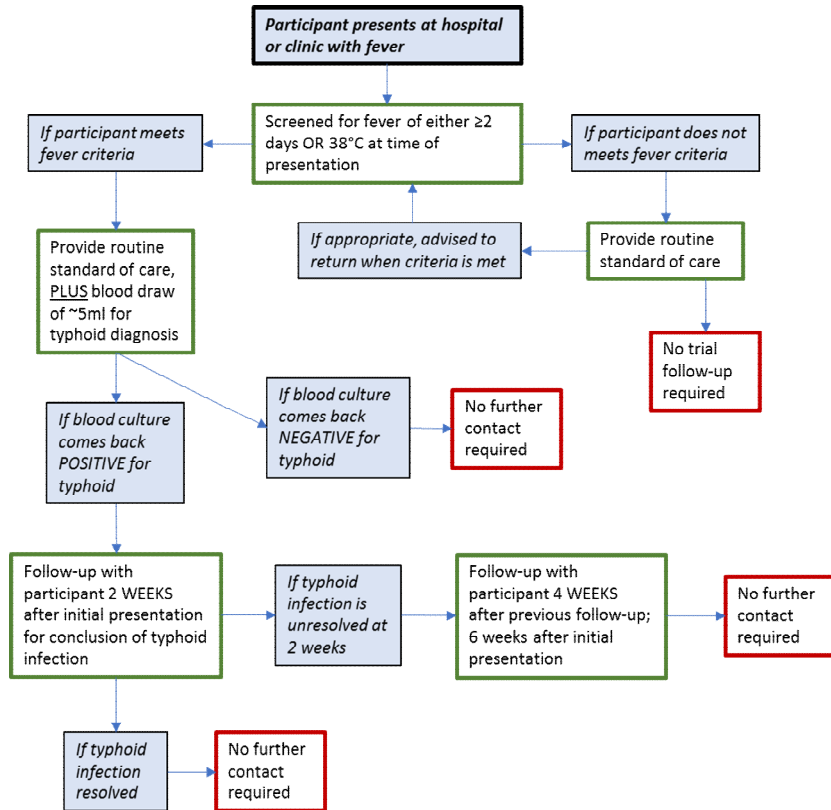 Participant presents at hospital
or clinic with fever
If participant meets
fever criteria
Screened for fever of either ≥2
days OR 38°C at time of
presentation
If participant does not
meets fever criteria
Provide routine
standard of care,
PLUS blood draw
of ~5ml for
typhoid diagnosis
If appropriate, advised to
return when criteria is met
Provide routine
standard of care
No trial
follow-up
required
If blood culture
comes back
POSITIVE for
typhoid
If blood culture
comes back
NEGATIVE for
typhoid
No further
contact
required
Follow-up with
participant 2 WEEKS
after initial presentation
for conclusion of typhoid
infection
If typhoid
infection is
unresolved at
2 weeks
Follow-up with
participant 4 WEEKS
after previous follow-up;
6 weeks after initial
presentation
No further
contact
required
If typhoid
infection
resolved
No further
contact
required